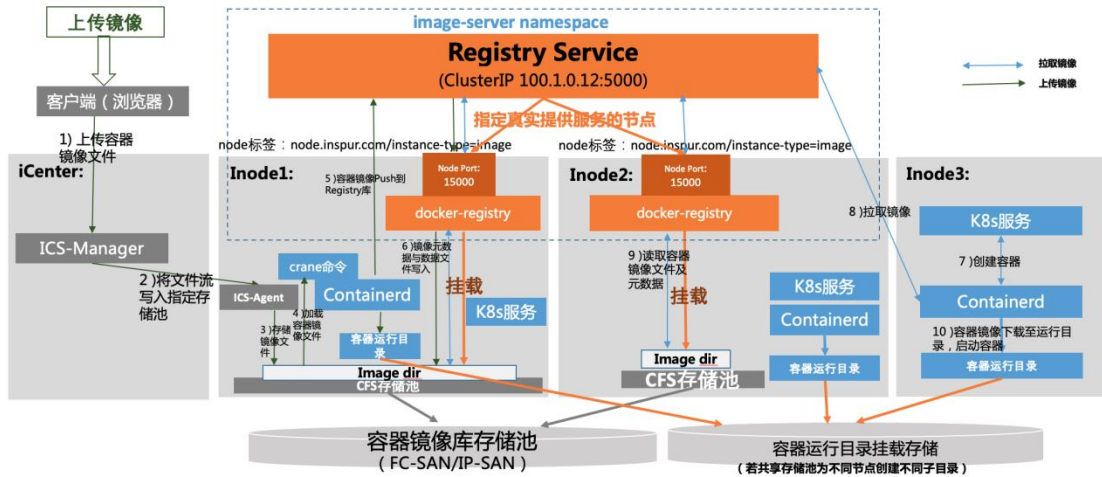 上传镜像
image-server namespace
Registry Service
(ClusterIP 100.1.0.12:5000)
拉取镜像
上传镜像
客户端（浏览器）
指定真实提供服务的节点
1) 上传容器
镜像文件
node标签：node.inspur.com/instance-type=image
node标签：node.inspur.com/instance-type=image
iCenter:
Inode1:
Inode2:
Inode3:
Node Port:
15000
Node Port:
15000
5 )容器镜像Push到
Registry库
docker-registry
docker-registry
8 )拉取镜像
K8s服务
ICS-Manager
6 )镜像元数
据与数据文
件写入
9 )读取容器
镜像文件及
元数据
7 )创建容器
2 )将文件流
写入指定存
储池
crane命令
ICS-Agent
Containerd
挂载
挂载
K8s服务
Containerd
Containerd
K8s服务
3 )存储
镜像文
件
4 )加载
容器镜
像文件
容器运行目
录
10 )容器镜像下载至运行目
录，启动容器
Image dir
CFS存储池
Image dir
CFS存储池
容器运行目录
容器运行目录
容器镜像库存储池
（FC-SAN/IP-SAN）
容器运行目录挂载存储
（若共享存储池为不同节点创建不同子目录）